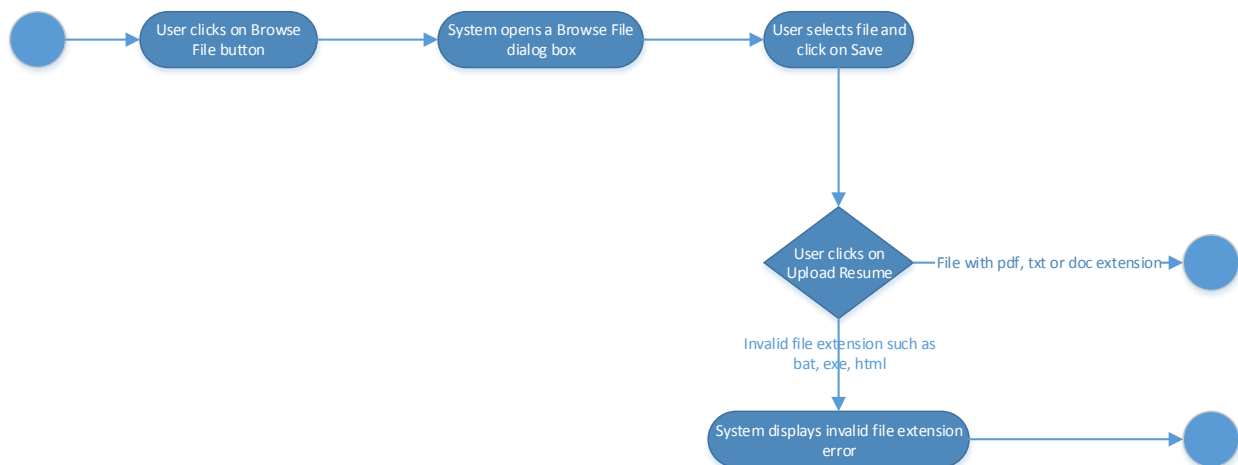 User clicks on Browse
File button
System opens a Browse File
dialog box
User selects file and
click on Save
User clicks on
Upload Resume
File with pdf, txt or doc extension
Invalid file extension such as
bat, exe, html
System displays invalid file extension
error